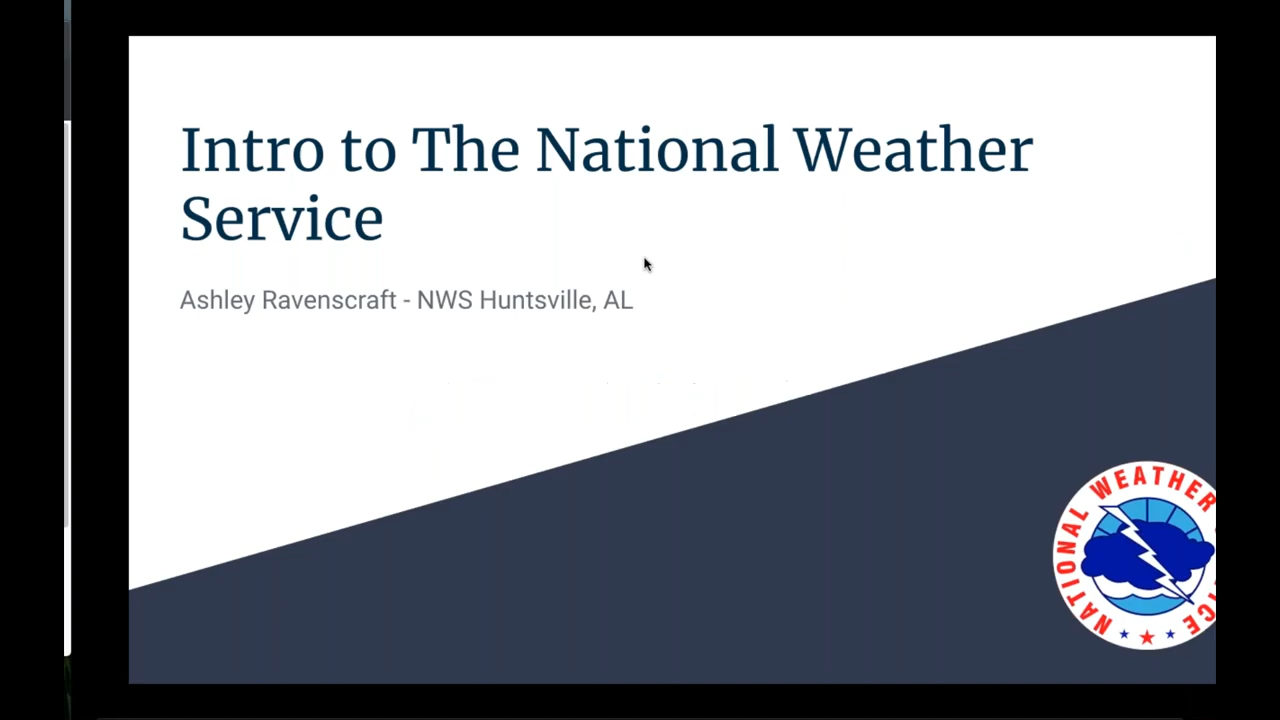 Intro to The National Weather
Service
Ashley Ravenscraft - NWS Huntsville, AL
NATIONAL WEATHER